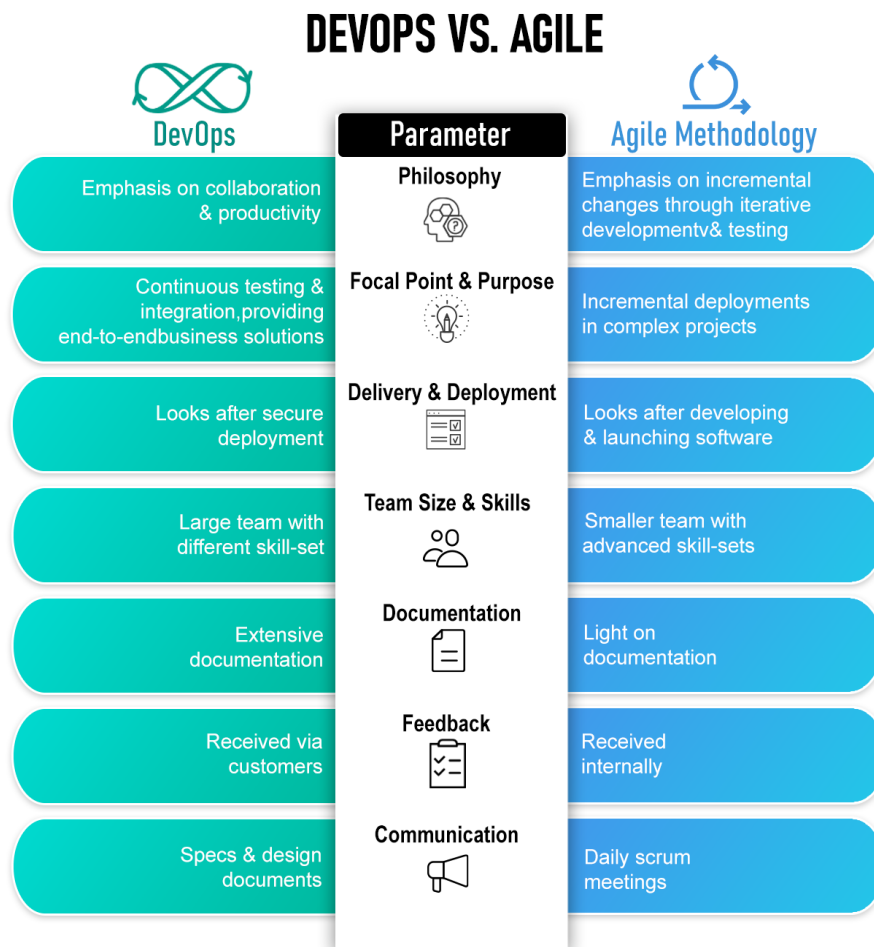 DEVOPS VS. AGILE
DevOps
Parameter
Agile Methodology
Emphasis on collaboration
& productivity
Philosophy
?
Emphasis on incremental
changes through iterative
developmentv& testing
Continuous testing &
integration,providing
end-to-endbusiness solutions
Focal Point & Purpose
Incremental deployments
in complex projects
Looks after secure
deployment
Delivery & Deployment
Looks after developing
& launching software
Large team with
different skill-set
Team Size & Skills
Smaller team with
advanced skill-sets
Extensive
documentation
Documentation
Light on
documentation
Received via
customers
Feedback
Received
internally
Specs & design
documents
Communication
Daily scrum
meetings